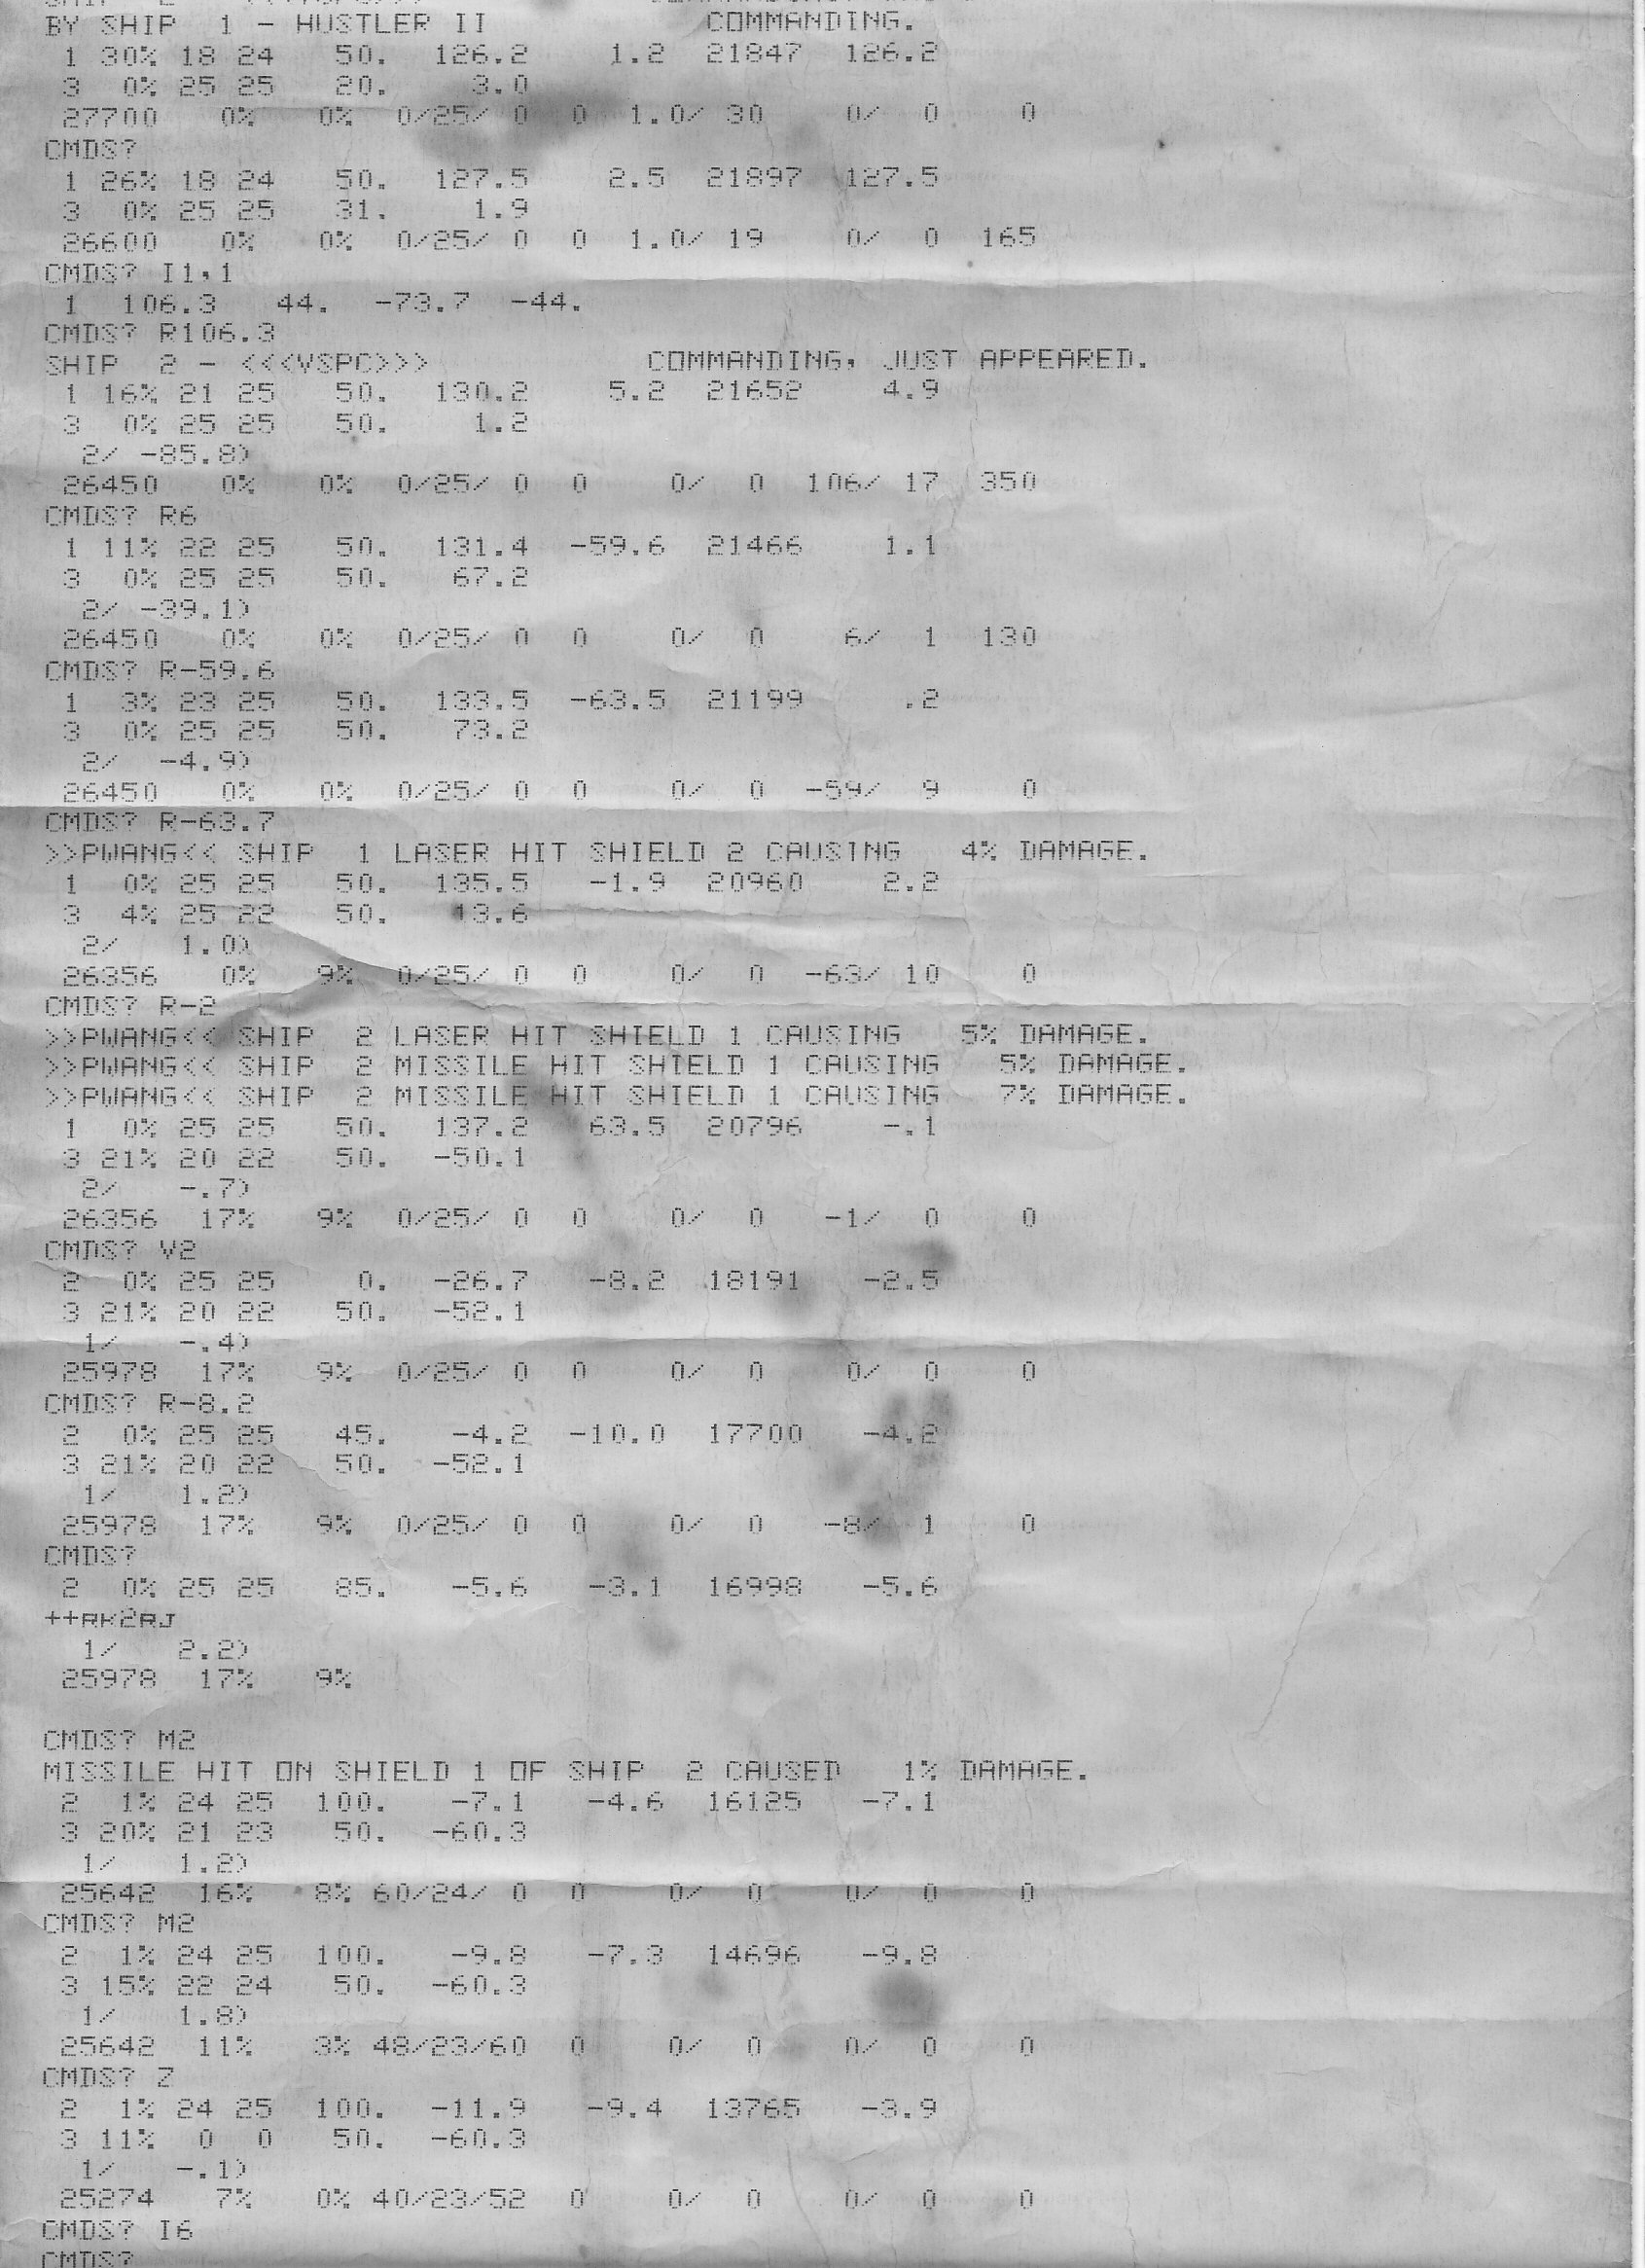 BY SHIP  1 - HUSTLER II            COMMANDING.
1 30% 18 24   50.  126.2    1.2  21847  126.2
3  0% 25 25   20.    3.0
27700   0%   0%  0/25/ 0  0  1.0/ 30    0/  0    0
CMDS?
1 26% 18 24   50.  127.5    2.5  21897  127.5
3  0% 25 25   31.    1.9
26600   0%   0%  0/25/ 0  0  1.0/ 19    0/  0  165
CMDS? I1,1
1  106.3   44.  -73.7  -44.
CMDS? R106.3
SHIP  2 - <<<VSPC>>>            COMMANDING, JUST APPEARED.
1 16% 21 25   50.  130.2    5.2  21652    4.9
3  0% 25 25   50.    1.2
2/ -85.8)
26450   0%   0%  0/25/ 0  0    0/  0  106/ 17  350
CMDS? R6
1 11% 22 25   50.  131.4  -59.6  21466    1.1
3  0% 25 25   50.   67.2
2/ -39.1)
26450   0%   0%  0/25/ 0  0    0/  0    6/  1  130
CMDS? R-59.6
1  3% 23 25   50.  133.5  -63.5  21199     .2
3  0% 25 25   50.   73.2
2/  -4.9)
26450   0%   0%  0/25/ 0  0    0/  0  -59/  9    0
CMDS? R-63.7
>>PWANG<< SHIP  1 LASER HIT SHIELD 2 CAUSING   4% DAMAGE.
1  0% 25 25   50.  135.5   -1.9  20960    2.2
3  4% 25 22   50.   13.6
2/   1.0)
26356   0%   9%  0/25/ 0  0    0/  0  -63/ 10    0
CMDS? R-2
>>PWANG<< SHIP  2 LASER HIT SHIELD 1 CAUSING   5% DAMAGE.
>>PWANG<< SHIP  2 MISSILE HIT SHIELD 1 CAUSING   5% DAMAGE.
>>PWANG<< SHIP  2 MISSILE HIT SHIELD 1 CAUSING   7% DAMAGE.
1  0% 25 25   50.  137.2   63.5  20796    -.1
3 21% 20 22   50.  -50.1
2/   -.7)
26356  17%   9%  0/25/ 0  0    0/  0   -1/  0    0
CMDS? V2
2  0% 25 25    0.  -26.7   -8.2  18191   -2.5
3 21% 20 22   50.  -52.1
1/   -.4)
25978  17%   9%  0/25/ 0  0    0/  0    0/  0    0
CMDS? R-8.2
2  0% 25 25   45.   -4.2  -10.0  17700   -4.2
3 21% 20 22   50.  -52.1
1/   1.2)
25978  17%   9%  0/25/ 0  0    0/  0   -8/  1    0
CMDS?
2  0% 25 25   85.   -5.6   -3.1  16998   -5.6
++RK2RJ
1/   2.2)
25978  17%   9%
CMDS? M2
MISSILE HIT ON SHIELD 1 OF SHIP  2 CAUSED   1% DAMAGE.
2  1% 24 25  100.   -7.1   -4.6  16125   -7.1
3 20% 21 23   50.  -60.3
1/   1.2)
25642  16%   8% 60/24/ 0  0    0/  0    0/  0    0
CMDS? M2
2  1% 24 25  100.   -9.8   -7.3  14696   -9.8
3 15% 22 24   50.  -60.3
1/   1.8)
25642  11%   3% 48/23/60  0    0/  0    0/  0    0
CMDS? Z
2  1% 24 25  100.  -11.9   -9.4  13765   -3.9
3 11%  0  0   50.  -60.3
1/   -.1)
25274   7%   0% 40/23/52  0    0/  0    0/  0    0
CMDS? I6
CMDS?